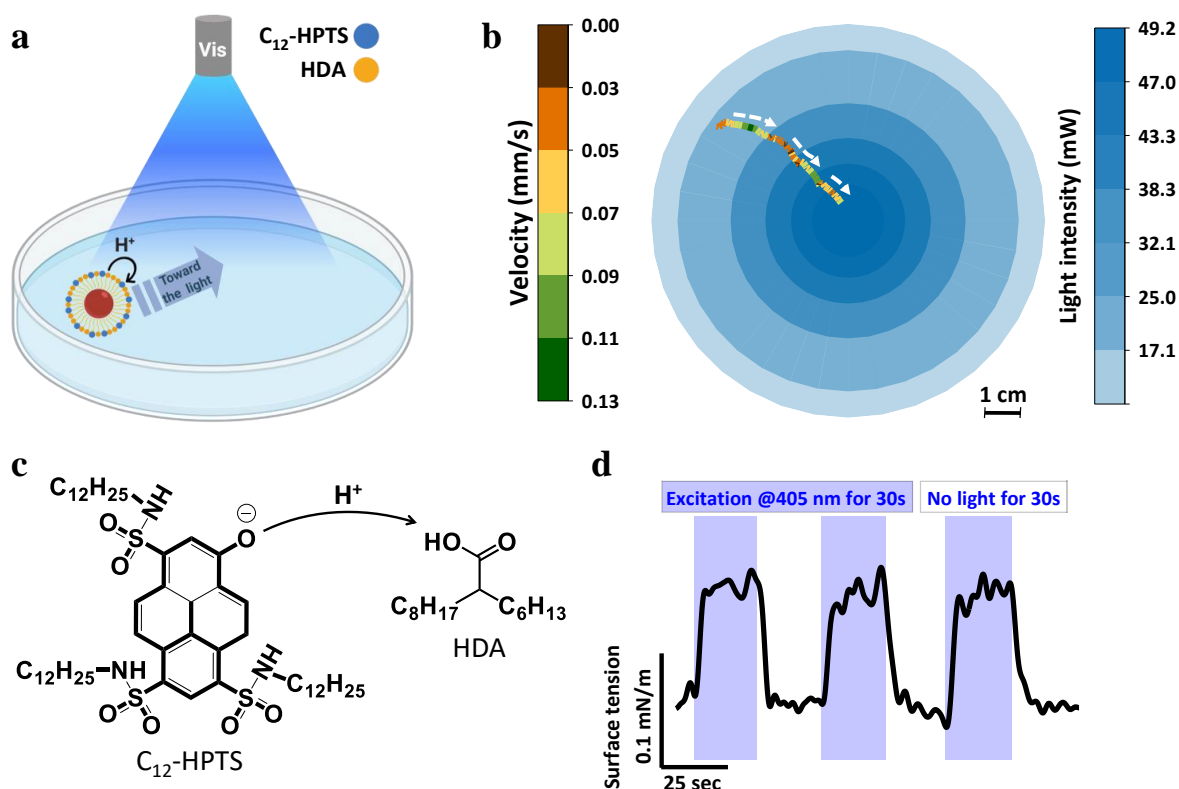 a
Vis
C12-HPTS
HDA
H+
Toward
the light
b
Velocity (mm/s)
0.00
0.03
0.05
0.07
0.09
0.11
0.13
1 cm
Light intensity (mW)
49.2
47.0
43.3
38.3
32.1
25.0
17.1
c
C12H25
NH
O
S
O
⊖
O
H+
HO
O
C8H17
C6H13
HDA
C12H25
NH
S
O
O
NH
C12H25
S
O
O
C12-HPTS
d
Excitation @405 nm for 30s
No light for 30s
Surface tension
0.1 mN/m
25 sec